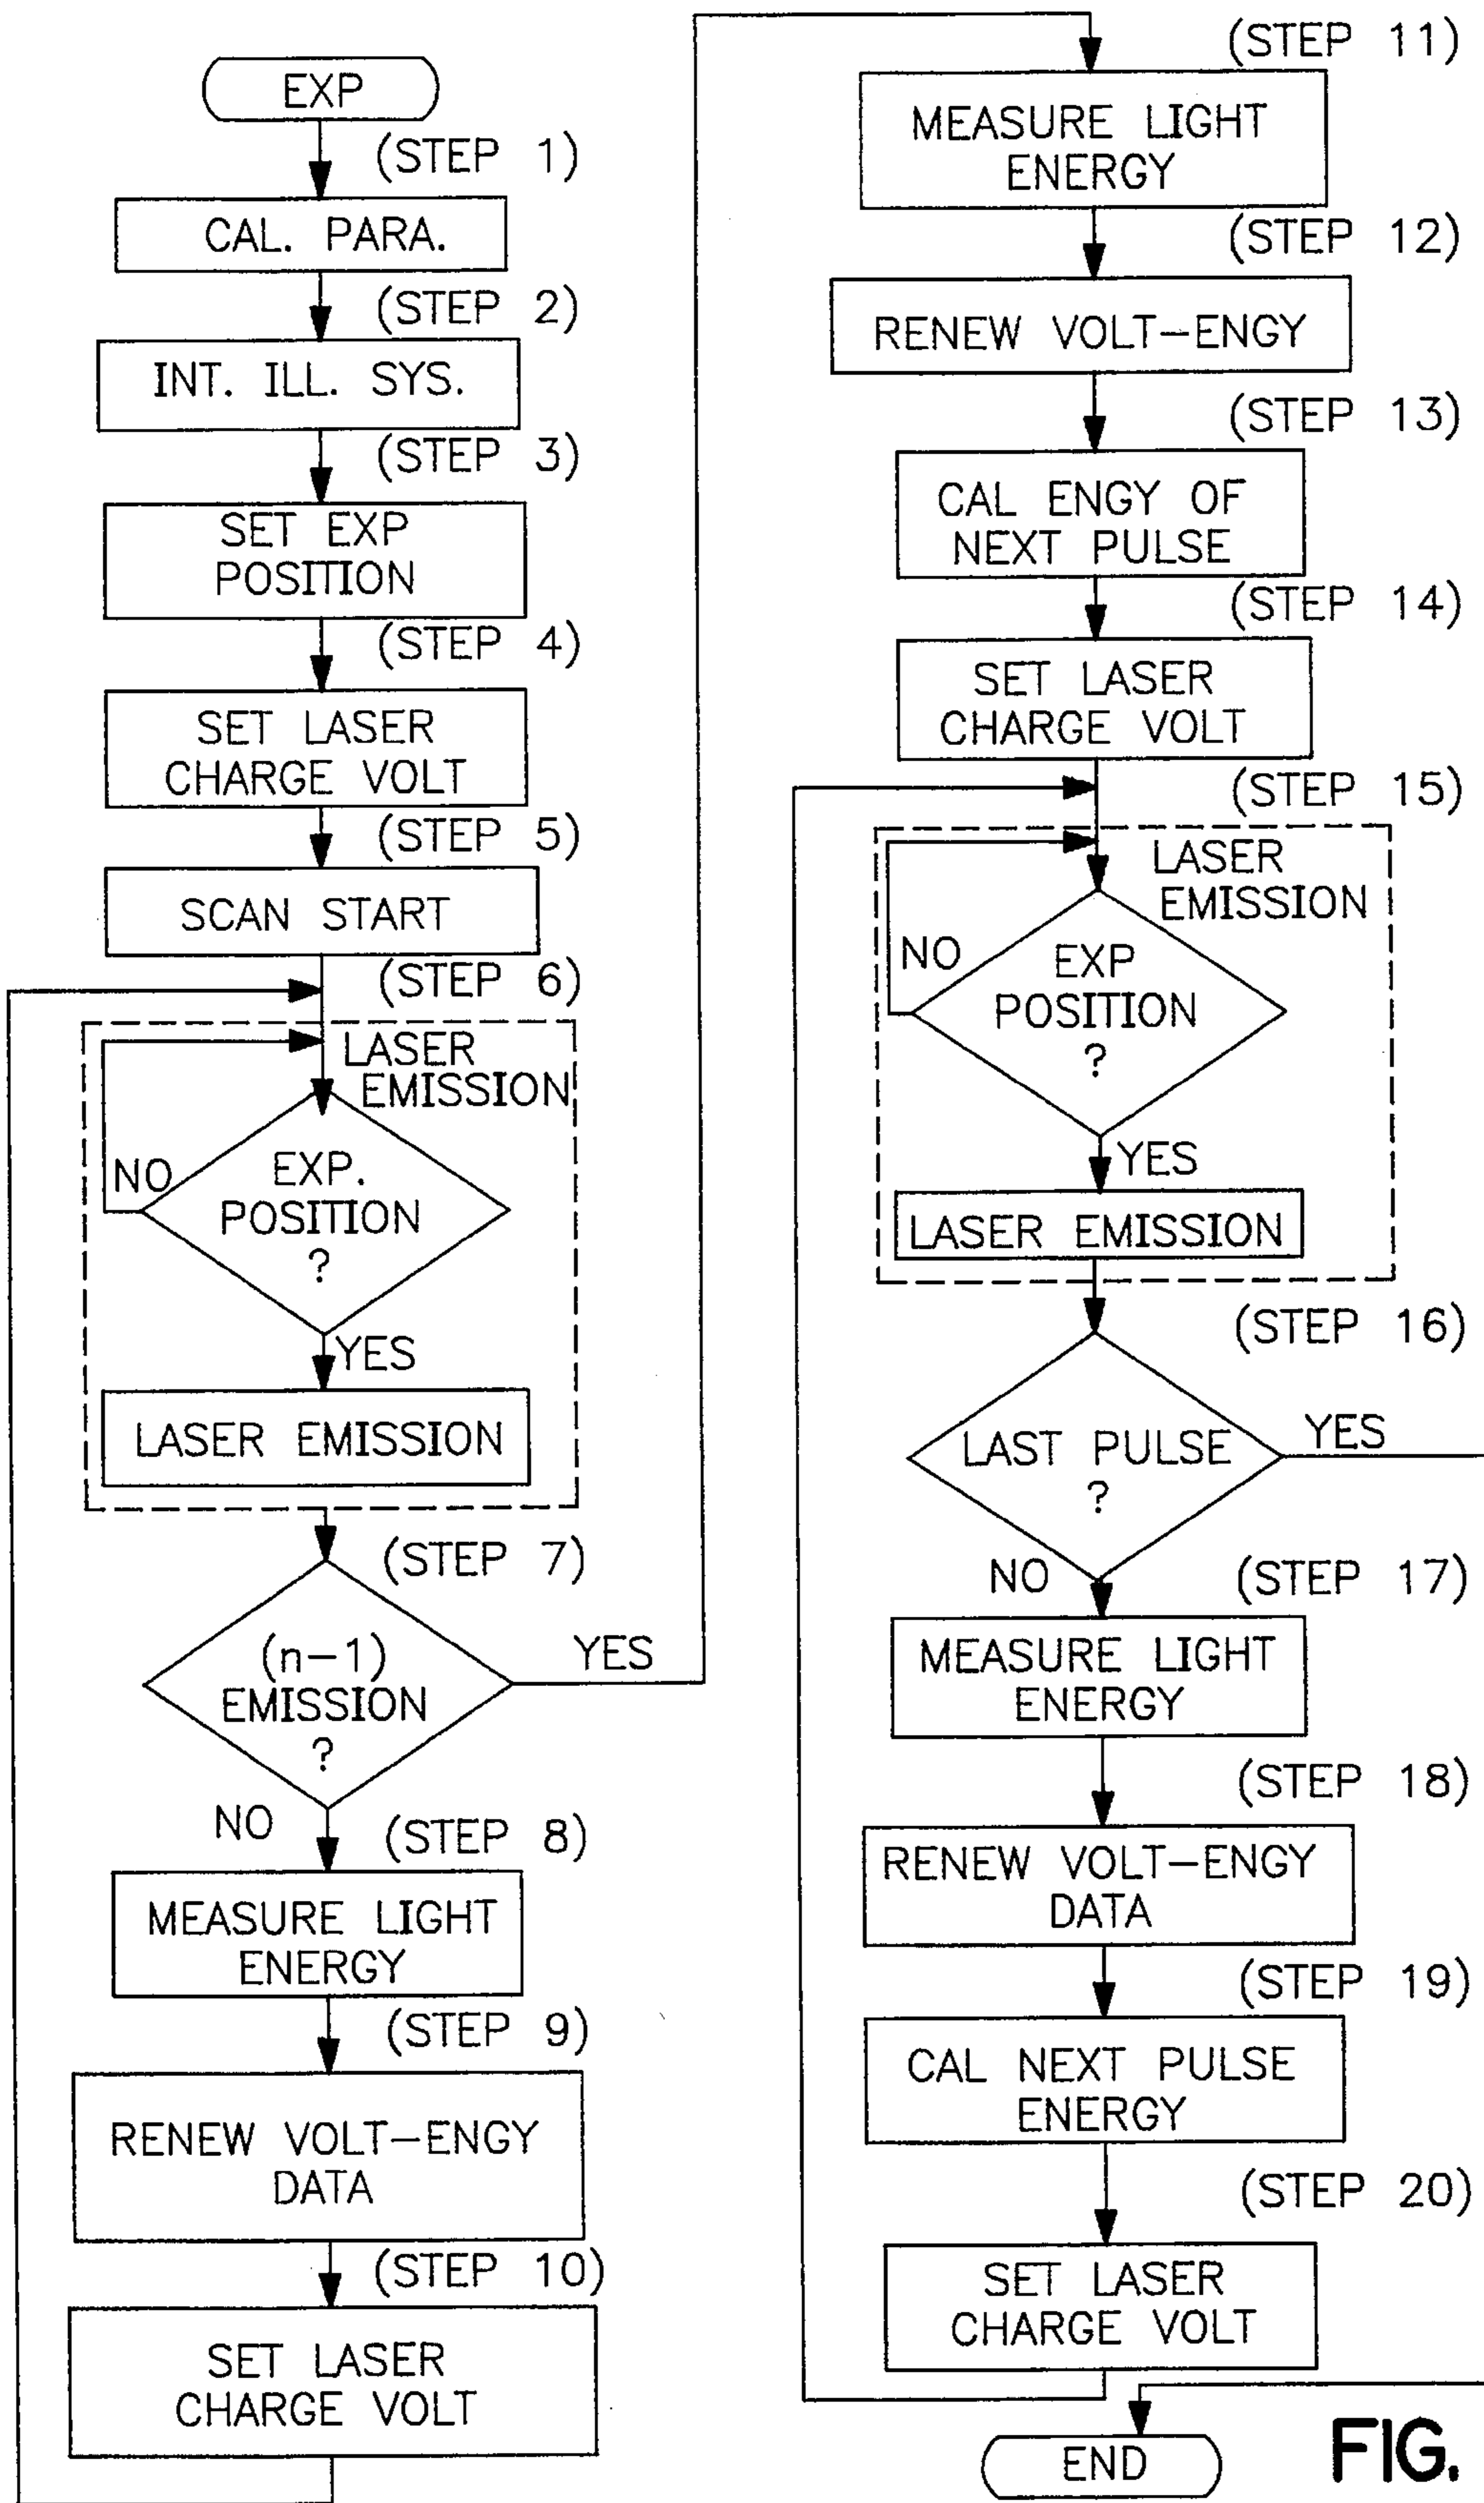 EXP
(STEP 1)
CAL. PARA.
(STEP 2)
INT. ILL. SYS.
(STEP 3)
SET EXP
POSITION
(STEP 4)
SET LASER
CHARGE VOLT
(STEP 5)
SCAN START
(STEP 6)
LASER
EMISSION
NO
EXP.
POSITION
?
YES
LASER EMISSION
(STEP 7)
(n-1)
EMISSION
?
YES
NO
(STEP 8)
MEASURE LIGHT
ENERGY
(STEP 9)
RENEW VOLT-ENGY
DATA
(STEP 10)
SET LASER
CHARGE VOLT
(STEP 11)
MEASURE LIGHT
ENERGY
(STEP 12)
RENEW VOLT-ENGY
(STEP 13)
CAL ENGY OF
NEXT PULSE
(STEP 14)
SET LASER
CHARGE VOLT
(STEP 15)
LASER
EMISSION
NO
EXP
POSITION
?
YES
LASER EMISSION
(STEP 16)
LAST PULSE
?
YES
NO
(STEP 17)
MEASURE LIGHT
ENERGY
(STEP 18)
RENEW VOLT-ENGY
DATA
(STEP 19)
CAL NEXT PULSE
ENERGY
(STEP 20)
SET LASER
CHARGE VOLT
END
FIG.